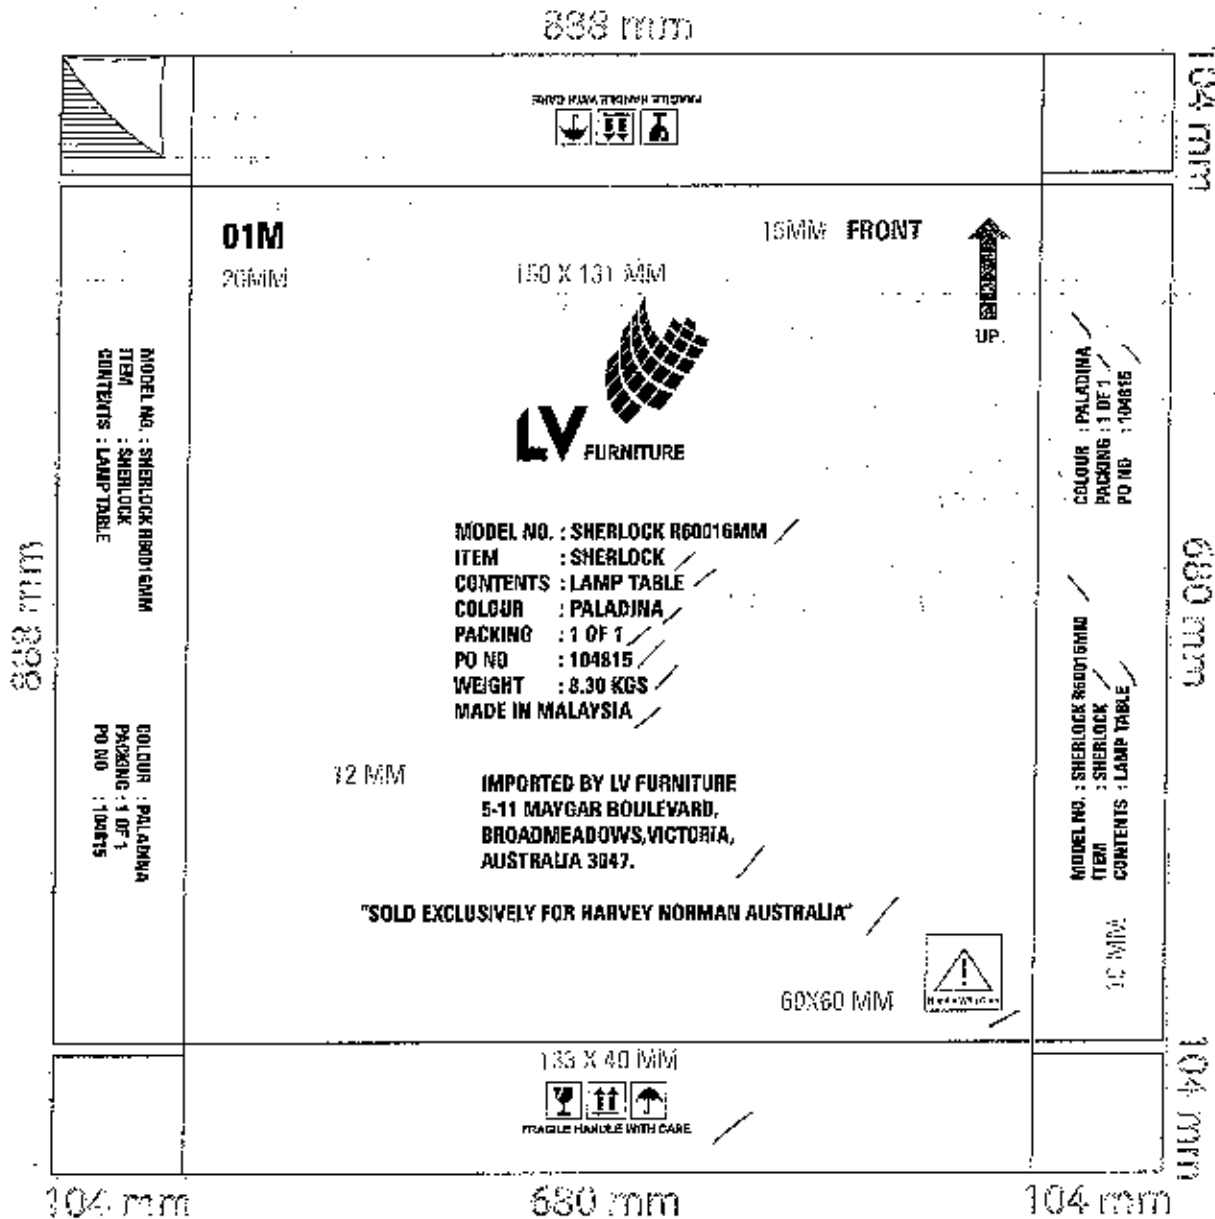 888 mm
104 mm
FRAGILE HANDLE WITH CARE
01M
20MM
15MM FRONT
150 X 131 MM
UP
LV
FURNITURE
MODEL NO. : SHERLOCK R60016MM
ITEM : SHERLOCK
CONTENTS : LAMP TABLE
COLOUR : PALADINA
PACKING : 1 OF 1
PO NO : 104815
WEIGHT : 8.30 KGS
MADE IN MALAYSIA
12 MM
IMPORTED BY LV FURNITURE
5-11 MAYGAR BOULEVARD,
BROADMEADOWS,VICTORIA,
AUSTRALIA 3047.
"SOLD EXCLUSIVELY FOR HARVEY NORMAN AUSTRALIA"
60X60 MM
Handle With Care
MODEL NO. : SHERLOCK R60016MM
ITEM : SHERLOCK
CONTENTS : LAMP TABLE
COLOUR : PALADINA
PACKING : 1 OF 1
PO NO : 104815
888 mm
COLOUR : PALADINA
PACKING : 1 OF 1
PO NO : 104815
MODEL NO. : SHERLOCK R60016MM
ITEM : SHERLOCK
CONTENTS : LAMP TABLE
680 mm
133 X 40 MM
FRAGILE HANDLE WITH CARE
104 mm
104 mm
680 mm
104 mm